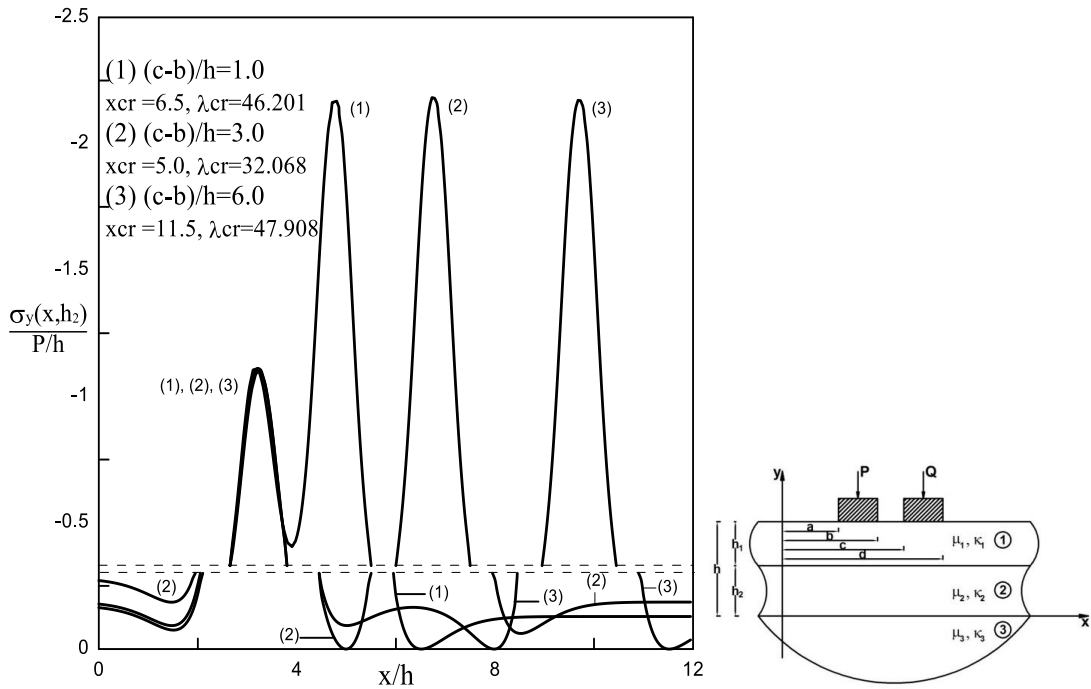 -2.5
(1) (c-b)/h=1.0
xcr =6.5, λcr=46.201
(2) (c-b)/h=3.0
xcr =5.0, λcr=32.068
(3) (c-b)/h=6.0
xcr =11.5, λcr=47.908
(1)
(2)
(3)
-2
-1.5
σy(x,h2)
P/h
-1
(1), (2), (3)
-0.5
(2)
(2)
(1)
(3)
(2)
(3)
0
0
4
8
12
x/h
y
P
Q
a
b
c
d
h
h1
h2
μ1, κ1 1
μ2, κ2 2
μ3, κ3 3
x